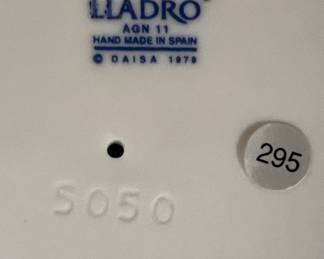 LLADRO
AGN 11
HAND MADE IN SPAIN
© DAISA 1979
295
5050